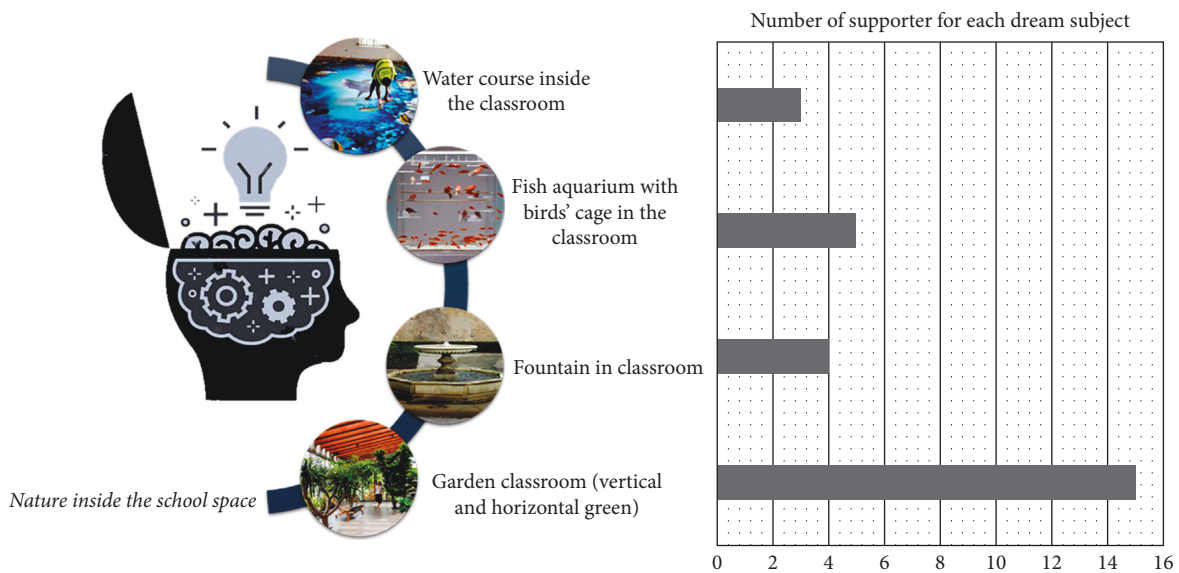 Number of supporter for each dream subject
Water course inside
the classroom
Fish aquarium with
birds' cage in the
classroom
Fountain in classroom
Garden classroom (vertical
and horizontal green)
Nature inside the school space
0 2 4 6 8 10 12 14 16